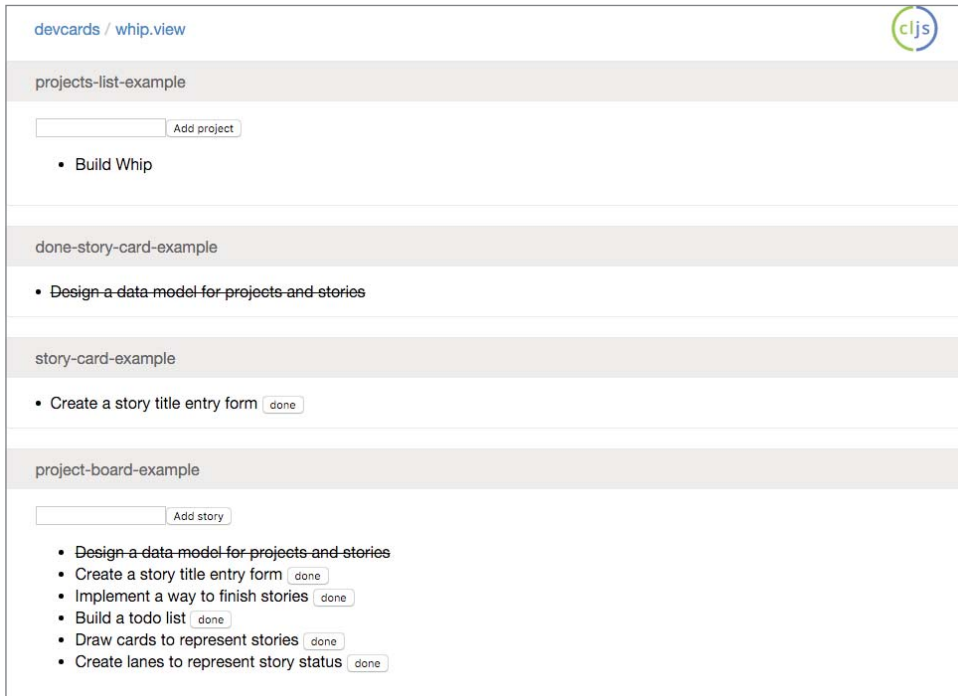 devcards / whip.view
cljs
projects-list-example
Add project
• Build Whip
done-story-card-example
• Design a data model for projects and stories
story-card-example
• Create a story title entry form done
project-board-example
Add story
• Design a data model for projects and stories
• Create a story title entry form done
• Implement a way to finish stories done
• Build a todo list done
• Draw cards to represent stories done
• Create lanes to represent story status done